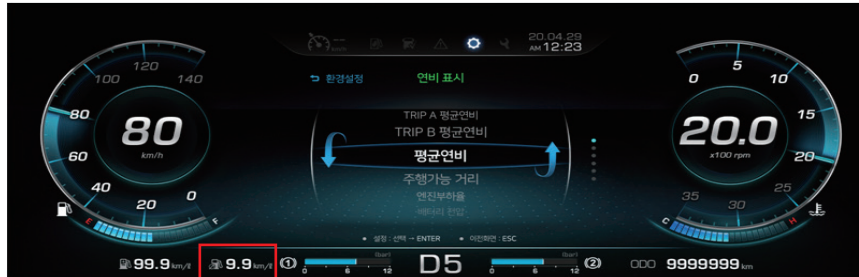 20.04.29
AM 12:23
km/h
환경설정
연비 표시
0
20
40
60
80
100
120
140
80
km/h
E
F
TRIP A 평균연비
TRIP B 평균연비
평균연비
주행가능 거리
엔진부하율
배터리 전압
설정 : 선택 → ENTER
이전화면 : ESC
0
5
10
15
20
25
30
35
20.0
x100 rpm
C
H
99.9 km/ℓ
9.9 km/ℓ
(1)
(bar)
0 6 12
D5
(bar)
0 6 12
(2)
ODO 9999999 km